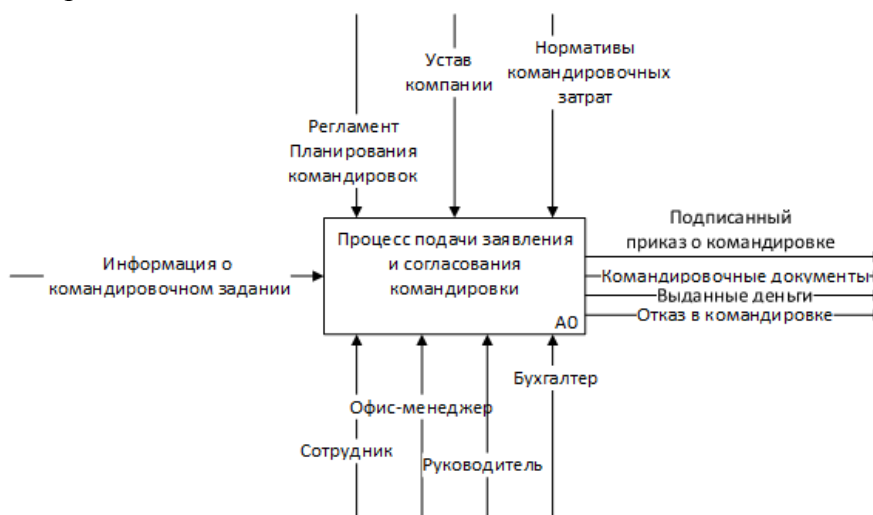 Устав
компании
Нормативы
командировочных
затрат
Регламент
Планирования
командировок
Информация о
командировочном задании
Процесс подачи заявления
и согласования
командировки
A0
Подписанный
приказ о командировке
Командировочные документы
Выданные деньги
Отказ в командировке
Бухгалтер
Офис-менеджер
Сотрудник
Руководитель